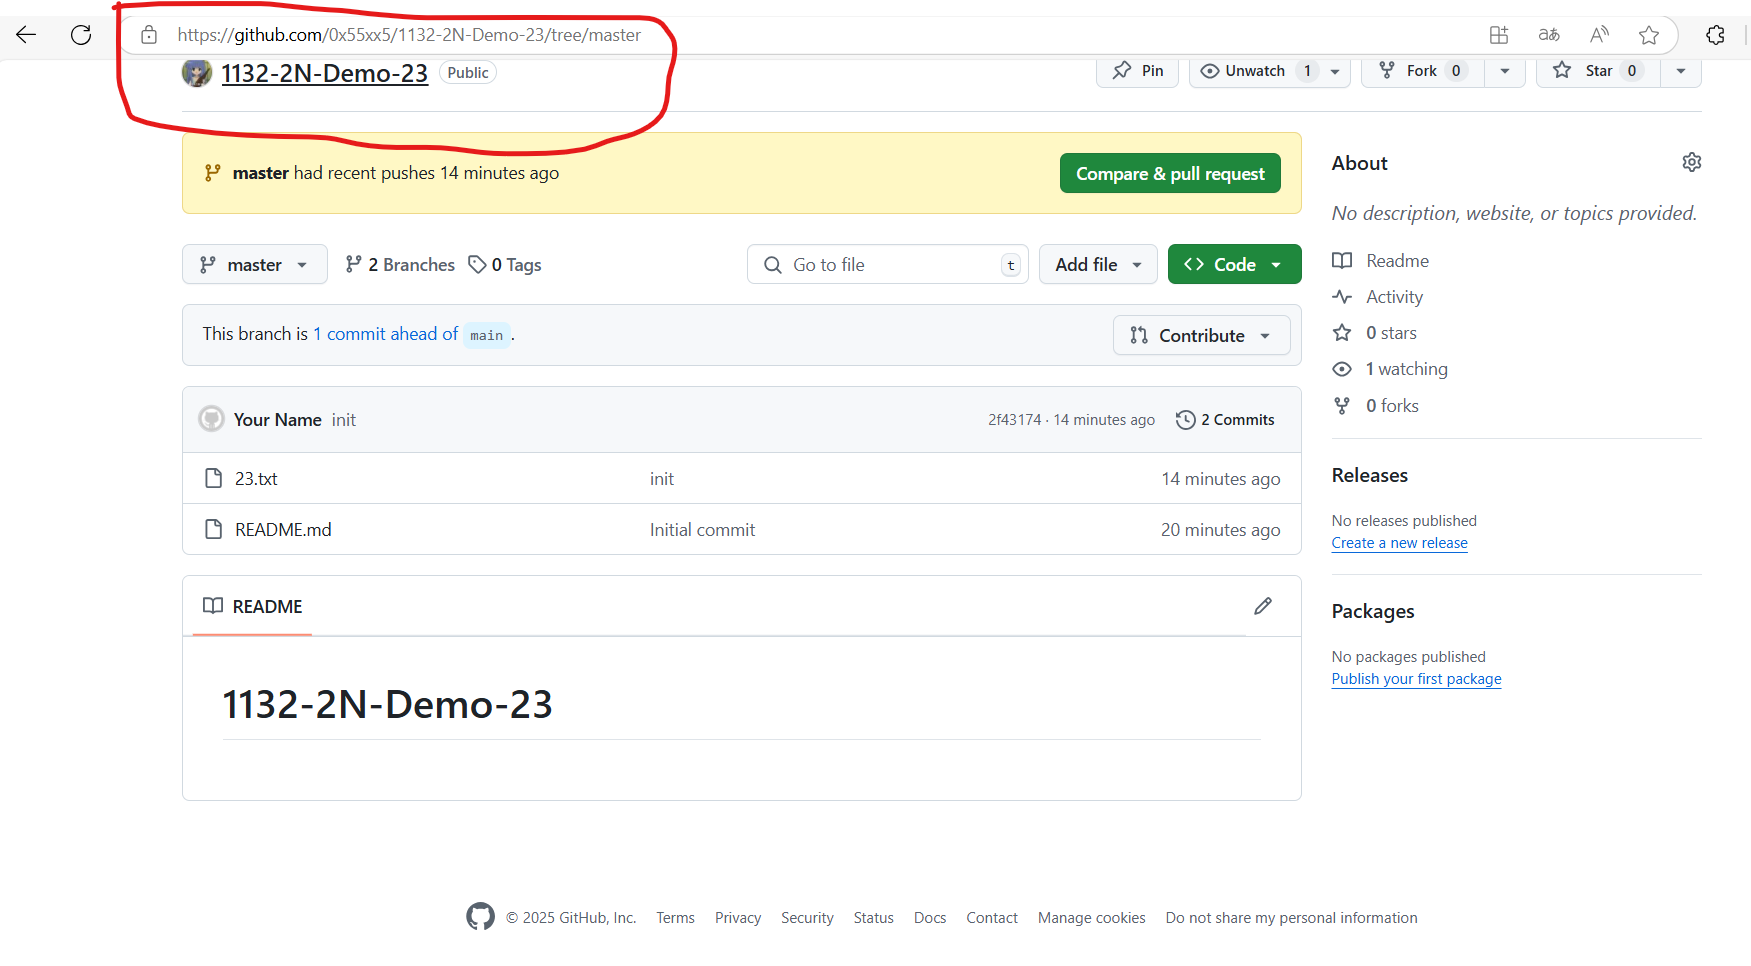 https://github.com/0x55xx5/1132-2N-Demo-23/tree/master
1132-2N-Demo-23 Public
Pin
Unwatch 1
Fork 0
Star 0
master had recent pushes 14 minutes ago
Compare & pull request
master
2 Branches
0 Tags
Go to file
t
Add file
Code
This branch is 1 commit ahead of main .
Contribute
Your Name init
2f43174 · 14 minutes ago
2 Commits
23.txt init 14 minutes ago
README.md Initial commit 20 minutes ago
README
1132-2N-Demo-23
About
No description, website, or topics provided.
Readme
Activity
0 stars
1 watching
0 forks
Releases
No releases published
Create a new release
Packages
No packages published
Publish your first package
© 2025 GitHub, Inc. Terms Privacy Security Status Docs Contact Manage cookies Do not share my personal information